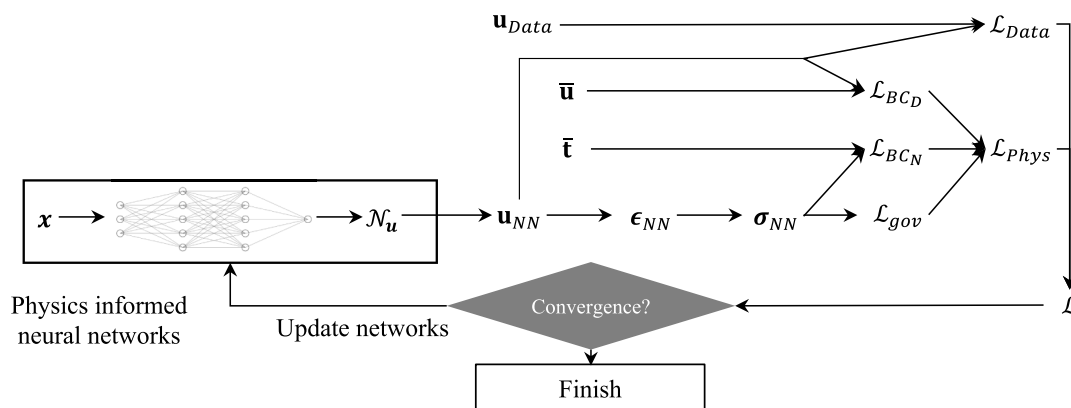 𝐮_Data
ℒ_Data
𝐮̅
ℒ_BC_D
𝐭̅
ℒ_BC_N
ℒ_Phys
𝒙
𝒩_𝒖
𝐮_NN
𝝐_NN
𝝈_NN
ℒ_gov
Physics informed
neural networks
Update networks
Convergence?
ℒ
Finish